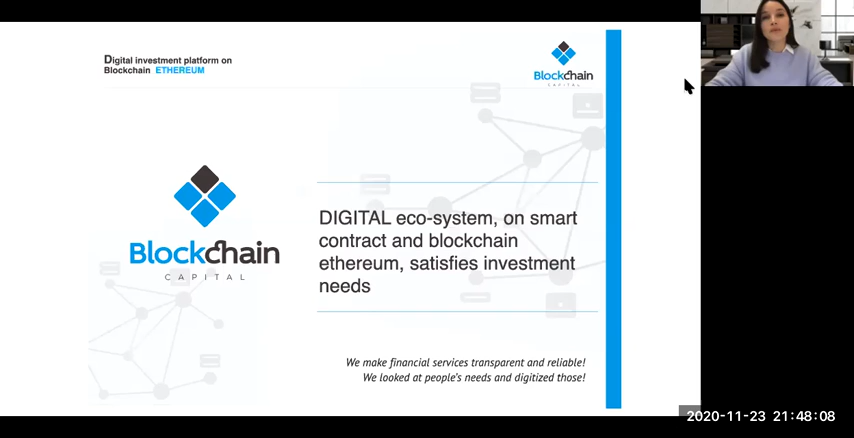 Digital investment platform on
Blockchain ETHEREUM
Blockchain
CAPITAL
Blockchain
CAPITAL
DIGITAL eco-system, on smart
contract and blockchain
ethereum, satisfies investment
needs
We make financial services transparent and reliable!
We looked at people's needs and digitized those!
2020-11-23 21:48:08